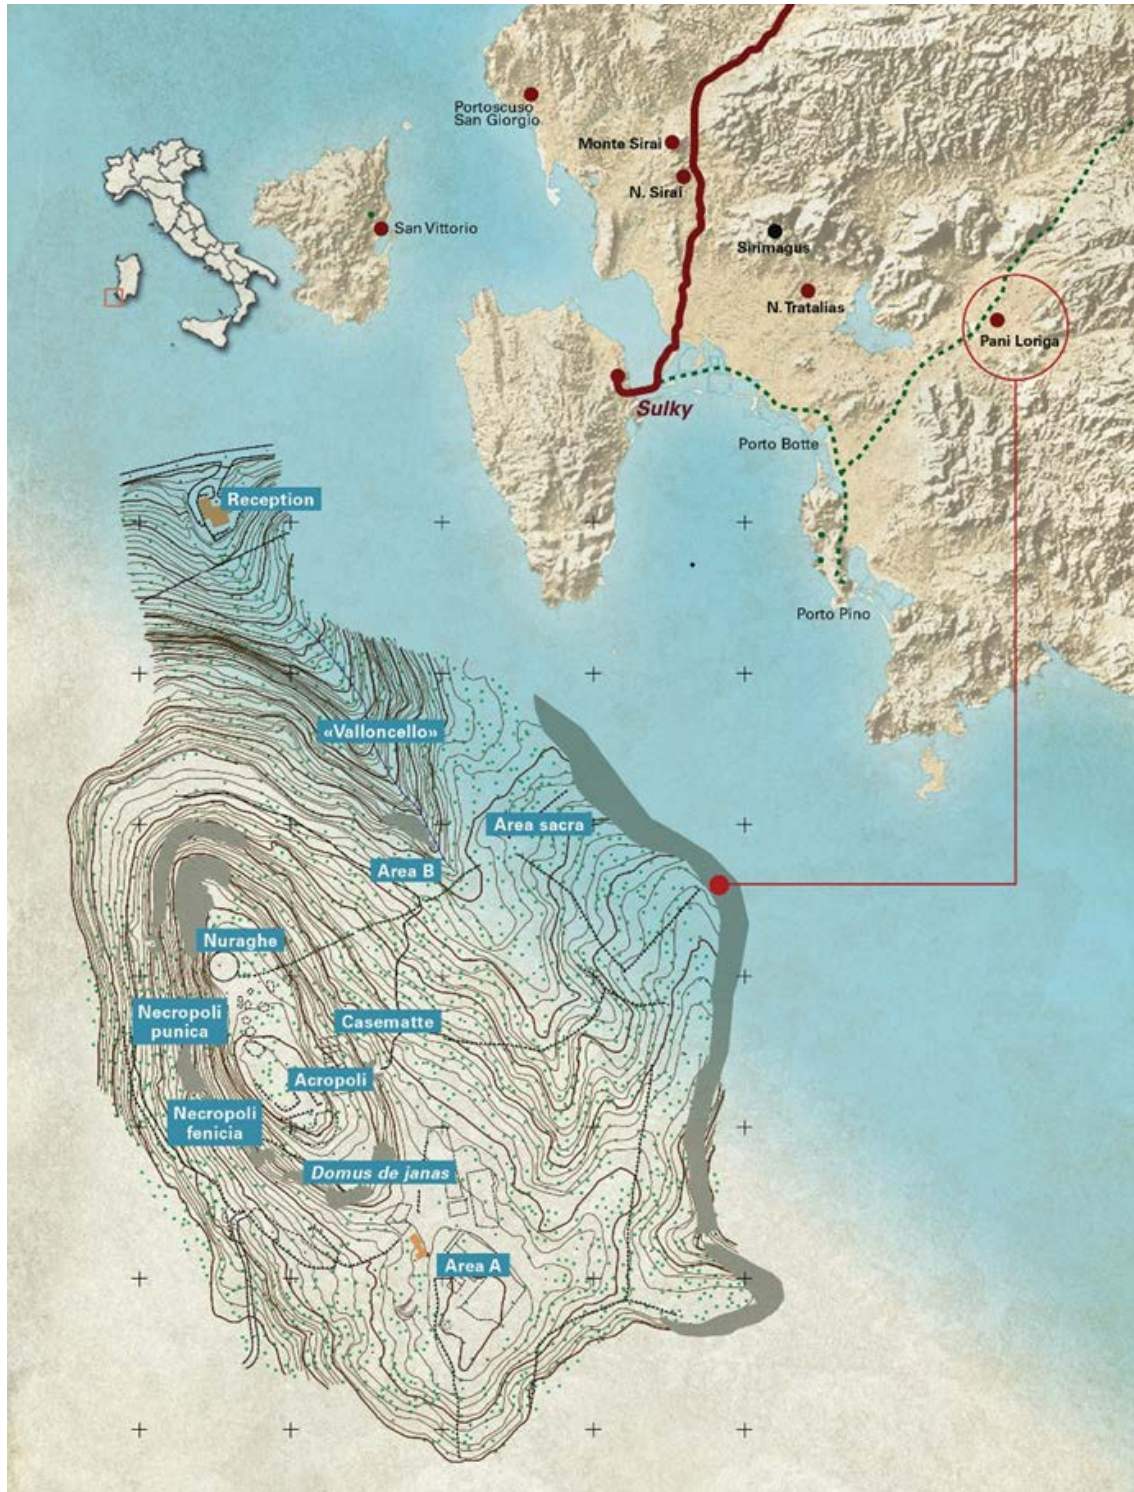 Portoscuso
San Giorgio
Monte Sirai
N. Sirai
San Vittorio
Sirimagus
N. Tratalias
Pani Loriga
Sulky
Porto Botte
Reception
Porto Pino
«Valloncello»
Area sacra
Area B
Nuraghe
Necropoli
punica
Casematte
Acropoli
Necropoli
fenicia
Domus de janas
Area A